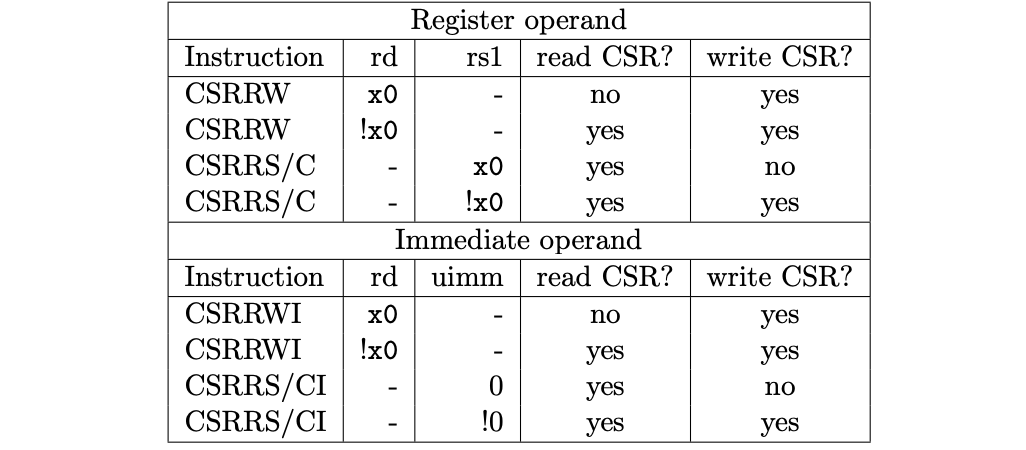 Register operand
Instruction rd rs1 read CSR? write CSR?
CSRRW x0 - no yes
CSRRW !x0 - yes yes
CSRRS/C - x0 yes no
CSRRS/C - !x0 yes yes
Immediate operand
Instruction rd uimm read CSR? write CSR?
CSRRWI x0 - no yes
CSRRWI !x0 - yes yes
CSRRS/CI - 0 yes no
CSRRS/CI - !0 yes yes